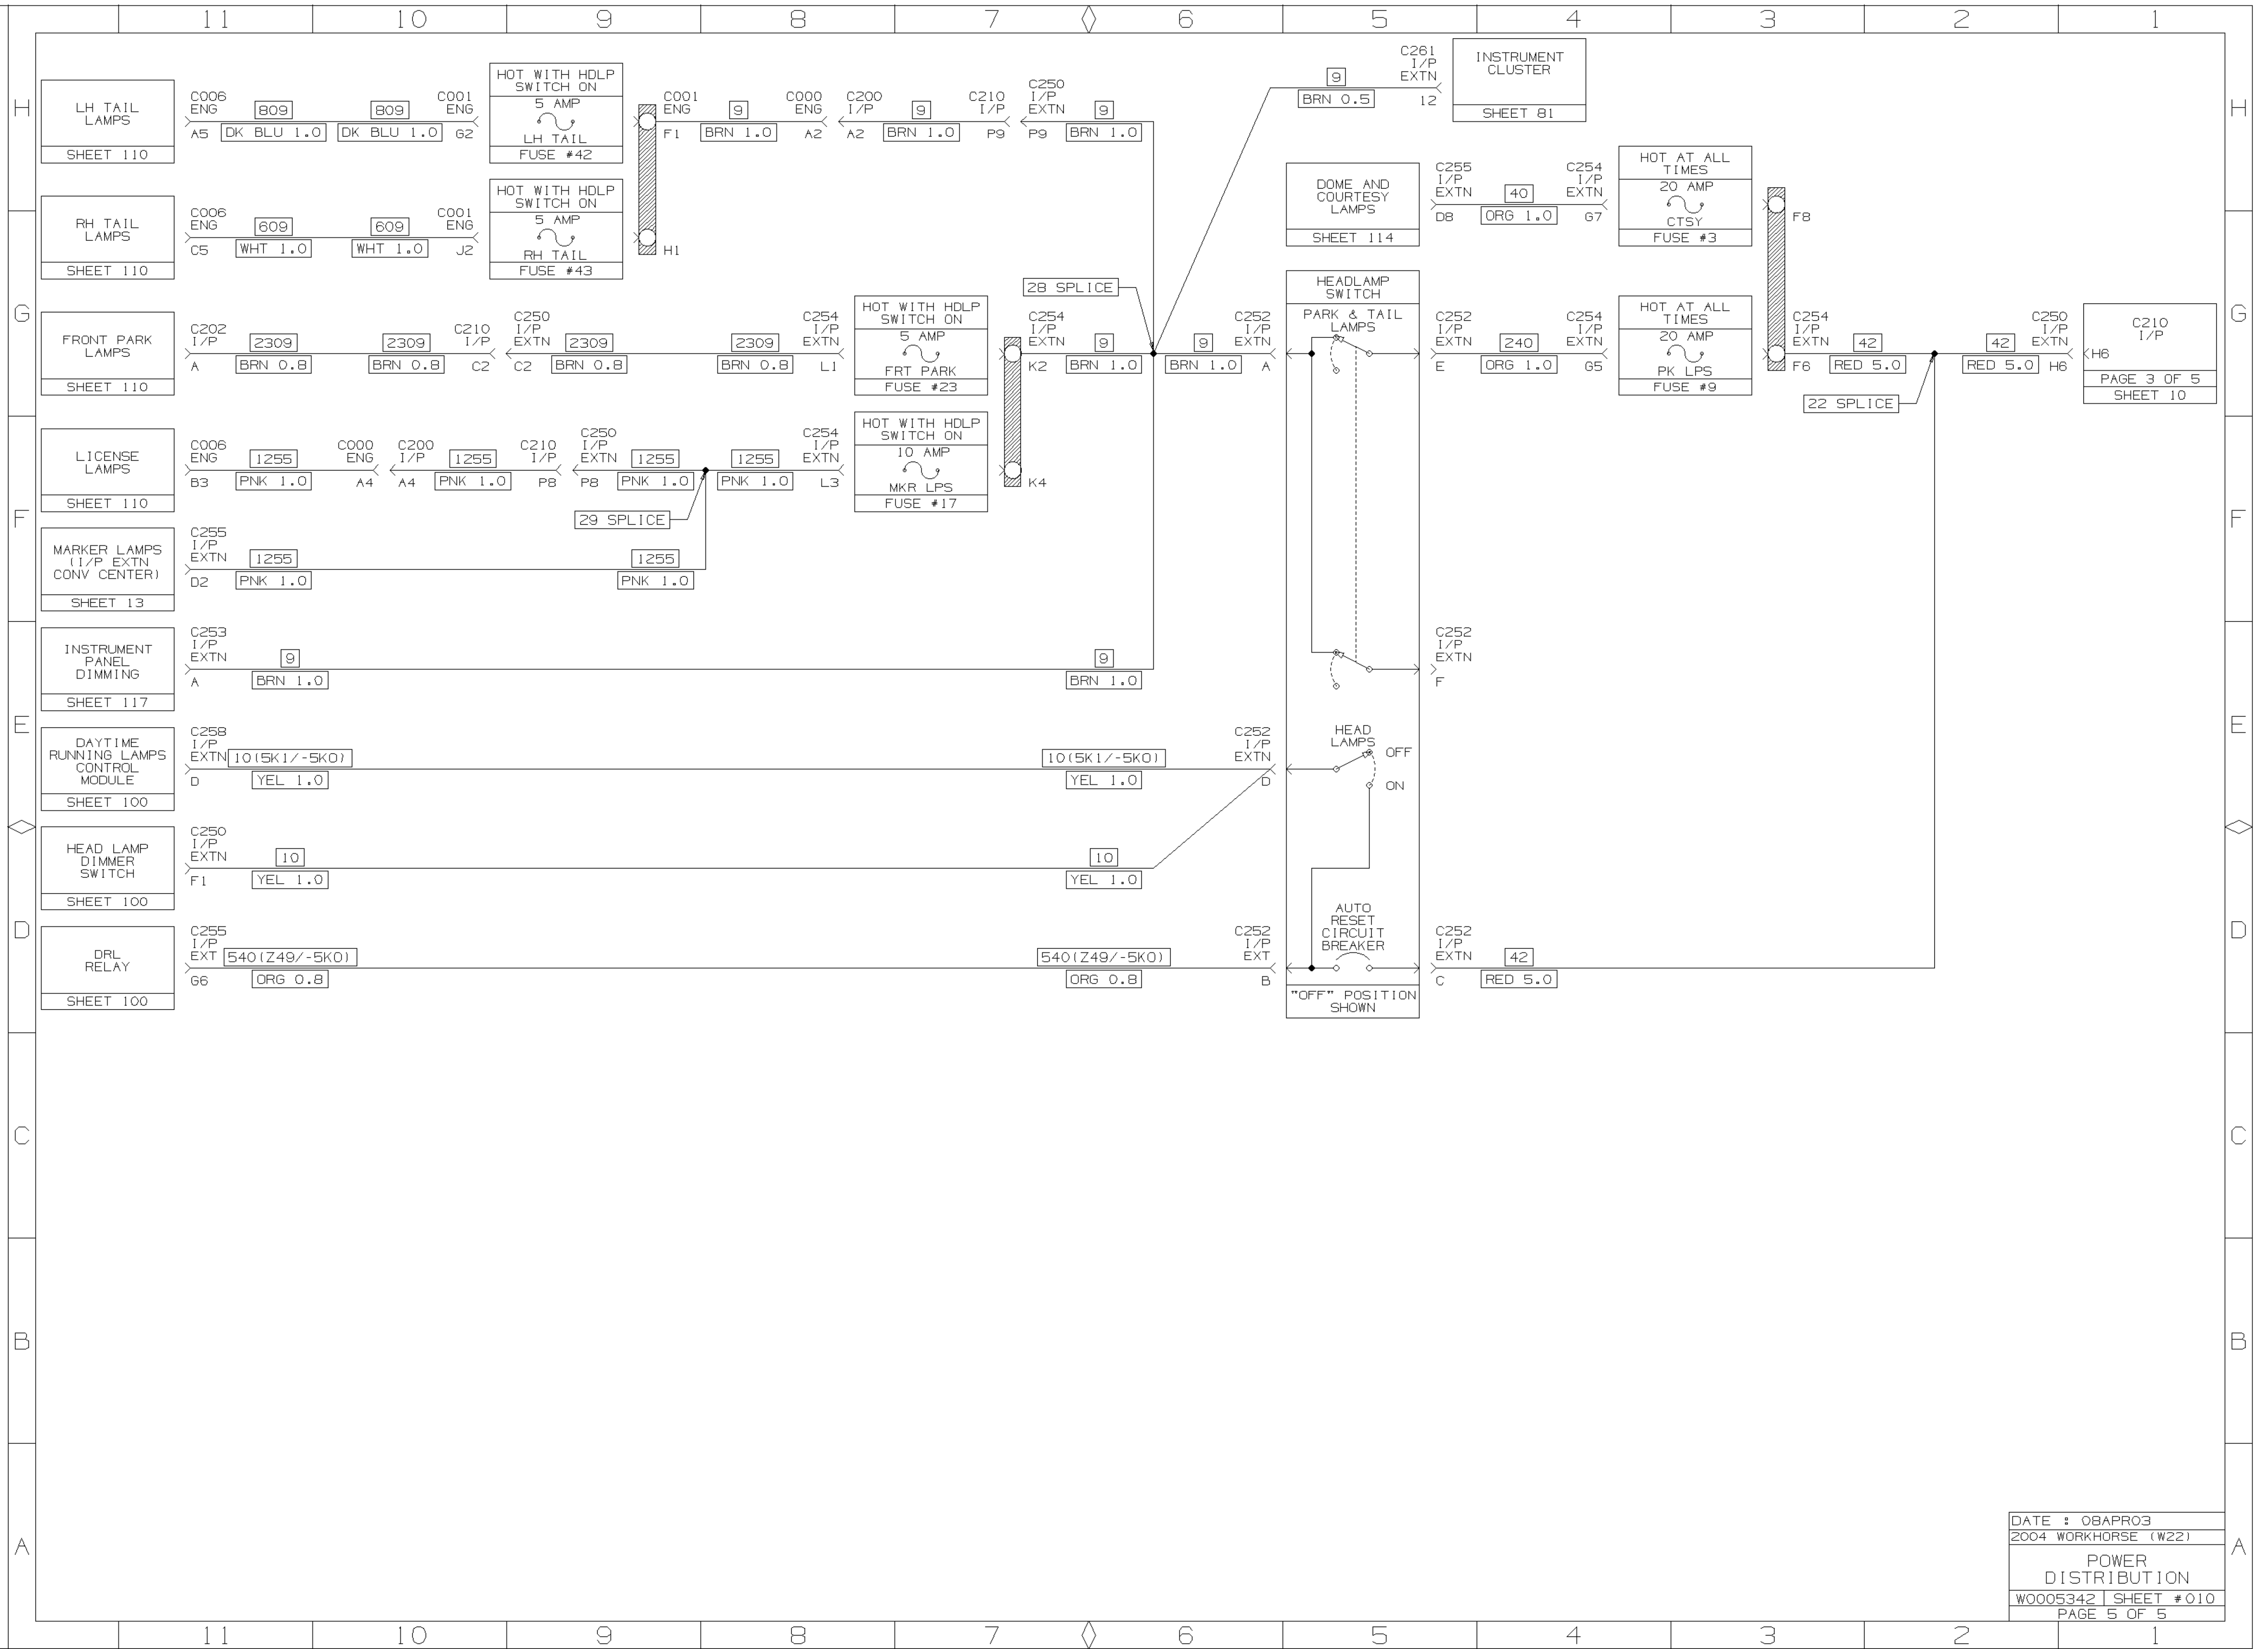 11 10 9 8 7 6 5 4 3 2 1
H
LH TAIL
LAMPS
SHEET 110
C006
ENG
A5
809
DK BLU 1.0
809
DK BLU 1.0
C001
ENG
G2
HOT WITH HDLP
SWITCH ON
5 AMP
LH TAIL
FUSE #42
C001
ENG
F1
9
BRN 1.0
C000
ENG
A2
C200
I/P
A2
9
BRN 1.0
C210
I/P
P9
C250
I/P
EXTN
P9
9
BRN 1.0
9
BRN 0.5
C261
I/P
EXTN
12
INSTRUMENT
CLUSTER
SHEET 81
H
RH TAIL
LAMPS
SHEET 110
C006
ENG
C5
609
WHT 1.0
609
WHT 1.0
C001
ENG
J2
HOT WITH HDLP
SWITCH ON
5 AMP
RH TAIL
FUSE #43
H1
DOME AND
COURTESY
LAMPS
SHEET 114
C255
I/P
EXTN
D8
40
ORG 1.0
C254
I/P
EXTN
G7
HOT AT ALL
TIMES
20 AMP
CTSY
FUSE #3
F8
G
FRONT PARK
LAMPS
SHEET 110
C202
I/P
A
2309
BRN 0.8
2309
BRN 0.8
C210
I/P
C2
C250
I/P
EXTN
C2
2309
BRN 0.8
2309
BRN 0.8
C254
I/P
EXTN
L1
HOT WITH HDLP
SWITCH ON
5 AMP
FRT PARK
FUSE #23
28 SPLICE
C254
I/P
EXTN
K2
9
BRN 1.0
9
BRN 1.0
C252
I/P
EXTN
A
HEADLAMP
SWITCH
PARK & TAIL
LAMPS
C252
I/P
EXTN
E
240
ORG 1.0
C254
I/P
EXTN
G5
HOT AT ALL
TIMES
20 AMP
PK LPS
FUSE #9
C254
I/P
EXTN
F6
42
RED 5.0
22 SPLICE
42
RED 5.0
C250
I/P
EXTN
H6
H6
C210
I/P
PAGE 3 OF 5
SHEET 10
G
F
LICENSE
LAMPS
SHEET 110
C006
ENG
B3
1255
PNK 1.0
C000
ENG
A4
C200
I/P
A4
1255
PNK 1.0
C210
I/P
P8
C250
I/P
EXTN
P8
1255
PNK 1.0
29 SPLICE
1255
PNK 1.0
C254
I/P
EXTN
L3
HOT WITH HDLP
SWITCH ON
10 AMP
MKR LPS
FUSE #17
K4
F
MARKER LAMPS
(I/P EXTN
CONV CENTER)
SHEET 13
C255
I/P
EXTN
D2
1255
PNK 1.0
1255
PNK 1.0
INSTRUMENT
PANEL
DIMMING
SHEET 117
C253
I/P
EXTN
A
9
BRN 1.0
9
BRN 1.0
C252
I/P
EXTN
F
E
DAYTIME
RUNNING LAMPS
CONTROL
MODULE
SHEET 100
C258
I/P
EXTN
D
10(5K1/-5K0)
YEL 1.0
10(5K1/-5K0)
YEL 1.0
C252
I/P
EXTN
D
HEAD
LAMPS
OFF
ON
E
HEAD LAMP
DIMMER
SWITCH
SHEET 100
C250
I/P
EXTN
F1
10
YEL 1.0
10
YEL 1.0
D
DRL
RELAY
SHEET 100
C255
I/P
EXT
G6
540(Z49/-5K0)
ORG 0.8
540(Z49/-5K0)
ORG 0.8
C252
I/P
EXT
B
AUTO
RESET
CIRCUIT
BREAKER
"OFF" POSITION
SHOWN
C252
I/P
EXTN
C
42
RED 5.0
D
C
C
B
B
A
A
DATE : 08APR03
2004 WORKHORSE (W22)
POWER
DISTRIBUTION
W0005342 SHEET #010
PAGE 5 OF 5
11 10 9 8 7 6 5 4 3 2 1